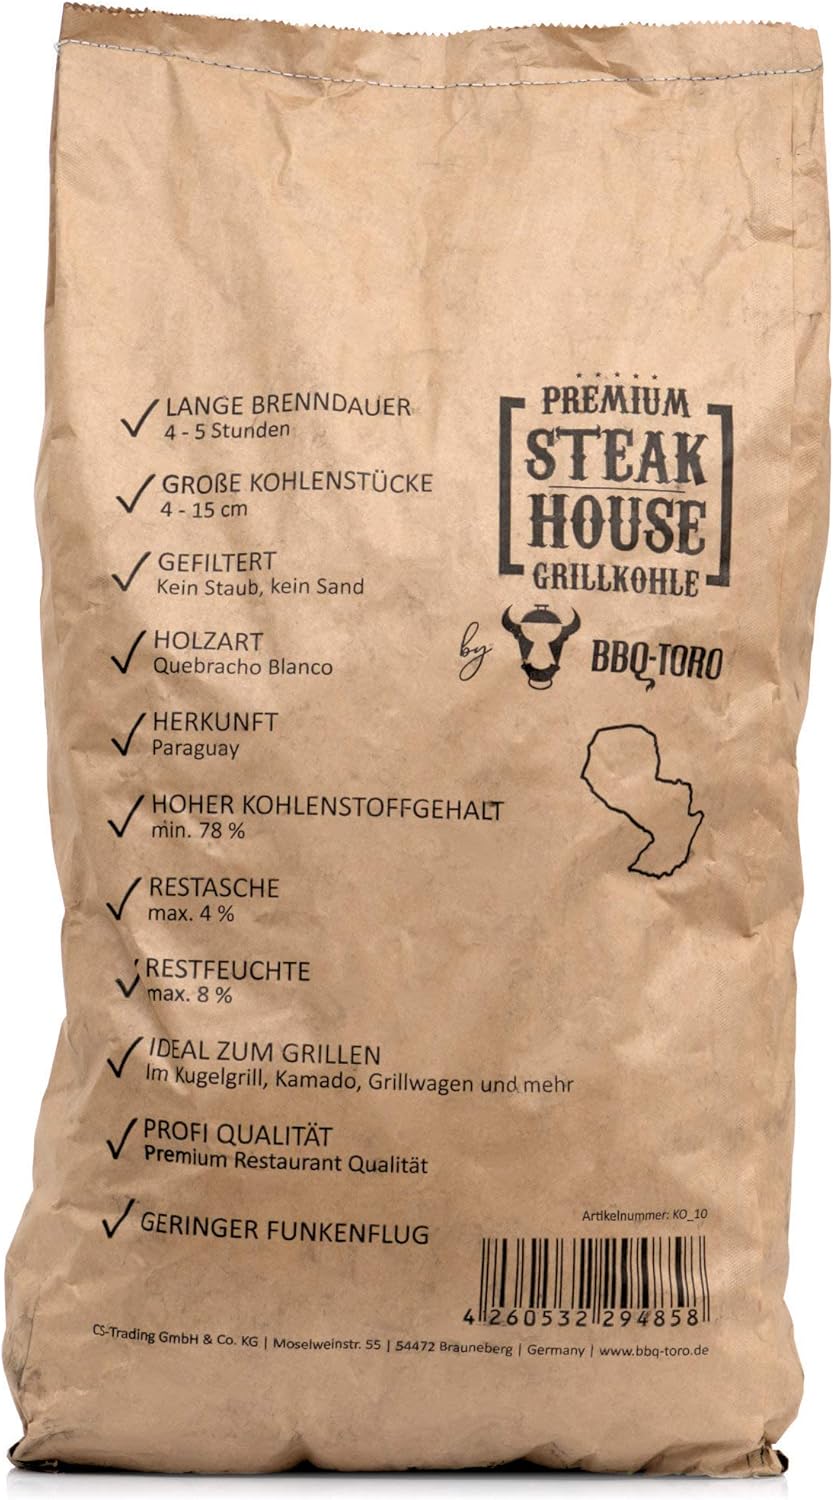 PREMIUM
STEAK
HOUSE
GRILLKOHLE
by BBQ-TORO
LANGE BRENNDAUER
4 - 5 Stunden
GROßE KOHLENSTÜCKE
4 - 15 cm
GEFILTERT
Kein Staub, kein Sand
HOLZART
Quebracho Blanco
HERKUNFT
Paraguay
HOHER KOHLENSTOFFGEHALT
min. 78 %
RESTASCHE
max. 4 %
RESTFEUCHTE
max. 8 %
IDEAL ZUM GRILLEN
Im Kugelgrill, Kamado, Grillwagen und mehr
PROFI QUALITÄT
Premium Restaurant Qualität
GERINGER FUNKENFLUG
Artikelnummer: KO_10
4 260532 294858
CS-Trading GmbH & Co. KG | Moselweinstr. 55 | 54472 Brauneberg | Germany | www.bbq-toro.de